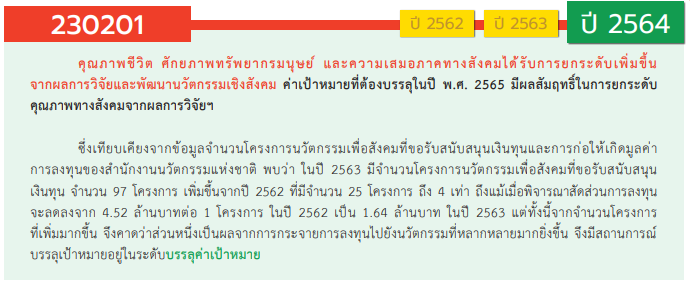 230201
ปี 2562
ปี 2563
ปี 2564
คุณภาพชีวิต ศักยภาพทรัพยากรมนุษย์ และความเสมอภาคทางสังคมได้รับการยกระดับเพิ่มขึ้น
จากผลการวิจัยและพัฒนานวัตกรรมเชิงสังคม ค่าเป้าหมายที่ต้องบรรลุในปี พ.ศ. 2565 มีผลสัมฤทธิ์ในการยกระดับ
คุณภาพทางสังคมจากผลการวิจัยฯ
ซึ่งเทียบเคียงจากข้อมูลจำนวนโครงการนวัตกรรมเพื่อสังคมที่ขอรับสนับสนุนเงินทุนและการก่อให้เกิดมูลค่า
การลงทุนของสำนักงานนวัตกรรมแห่งชาติ พบว่า ในปี 2563 มีจำนวนโครงการนวัตกรรมเพื่อสังคมที่ขอรับสนับสนุน
เงินทุน จำนวน 97 โครงการ เพิ่มขึ้นจากปี 2562 ที่มีจำนวน 25 โครงการ ถึง 4 เท่า ถึงแม้เมื่อพิจารณาสัดส่วนการลงทุน
จะลดลงจาก 4.52 ล้านบาทต่อ 1 โครงการ ในปี 2562 เป็น 1.64 ล้านบาท ในปี 2563 แต่ทั้งนี้จากจำนวนโครงการ
ที่เพิ่มมากขึ้น จึงคาดว่าส่วนหนึ่งเป็นผลจากการกระจายการลงทุนไปยังนวัตกรรมที่หลากหลายมากยิ่งขึ้น จึงมีสถานการณ์
บรรลุเป้าหมายอยู่ในระดับบรรลุค่าเป้าหมาย